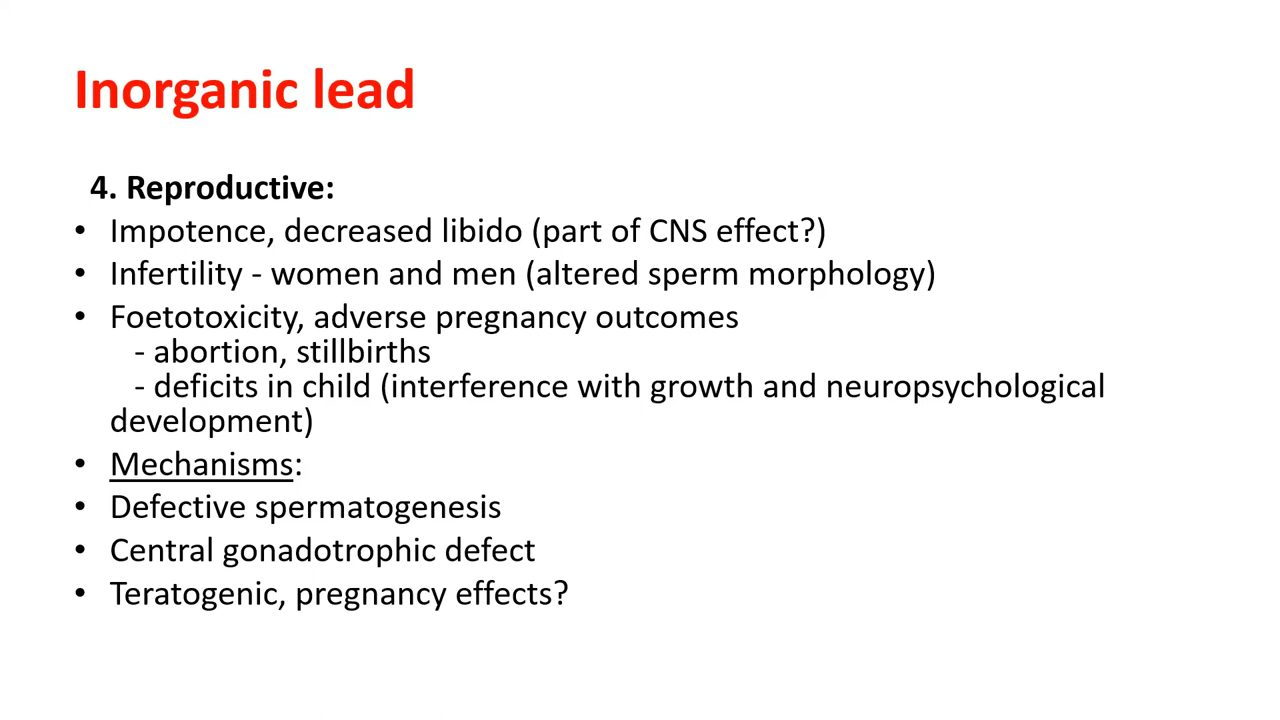 Inorganic lead
4. Reproductive:
• Impotence, decreased libido (part of CNS effect?)
• Infertility - women and men (altered sperm morphology)
• Foetotoxicity, adverse pregnancy outcomes
- abortion, stillbirths
- deficits in child (interference with growth and neuropsychological
development)
• Mechanisms:
• Defective spermatogenesis
• Central gonadotrophic defect
• Teratogenic, pregnancy effects?